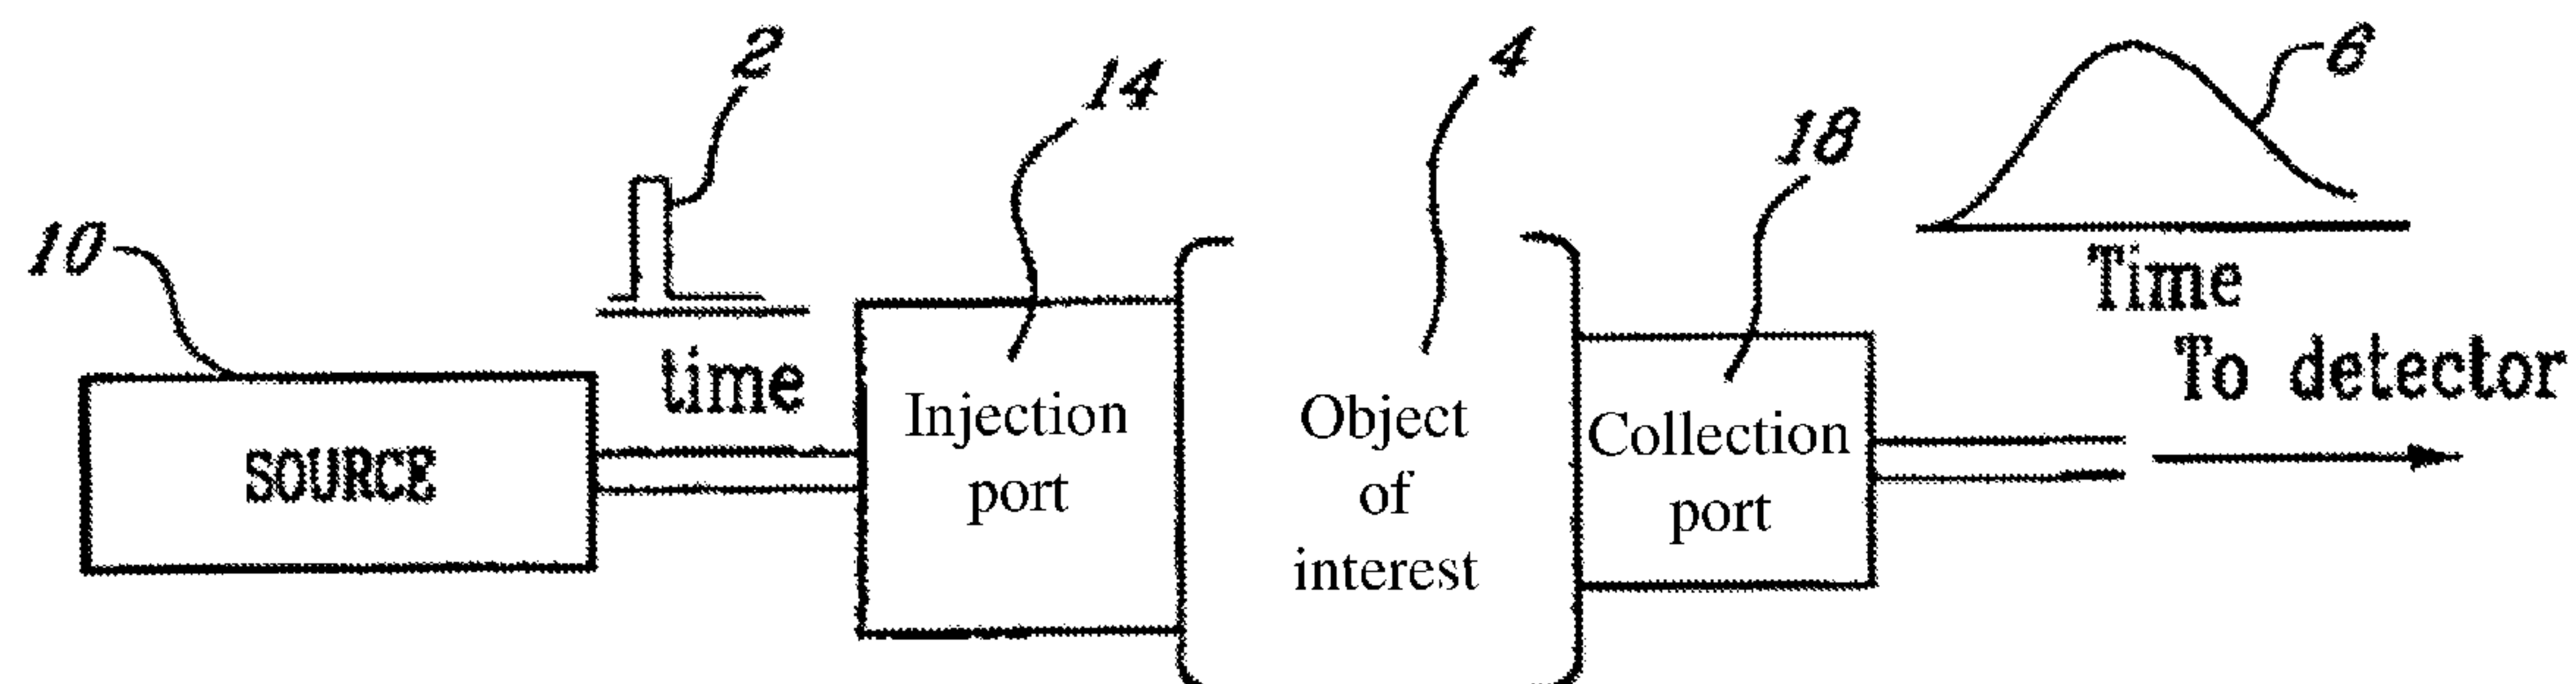 2
14
4
6
18
10
Time
time
To detector
SOURCE
Injection
port
Object
of
interest
Collection
port